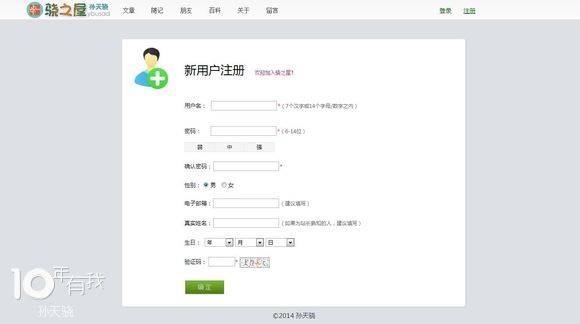 骁之屋 孙天骁
ybusad
文章 随记 朋友 百科 关于 留言 登录 注册
新用户注册 欢迎加入骁之屋!
用户名: *(7个汉字或14个字母/数字之内)
密码: *(6-14位)
弱 中 强
确认密码: *
性别: 男 女
电子邮箱: (建议填写)
真实姓名: (如果为站长熟知的人,建议填写)
生日: 年 月 日
验证码: *
确 定
10年有我
孙天骁
©2014 孙天骁